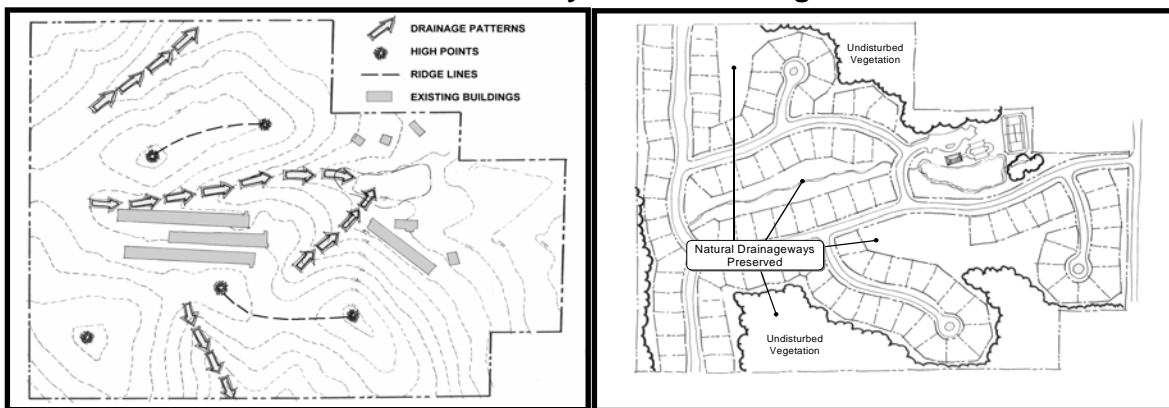 DRAINAGE PATTERNS
HIGH POINTS
RIDGE LINES
EXISTING BUILDINGS
Undisturbed
Vegetation
Natural Drainageways
Preserved
Undisturbed
Vegetation